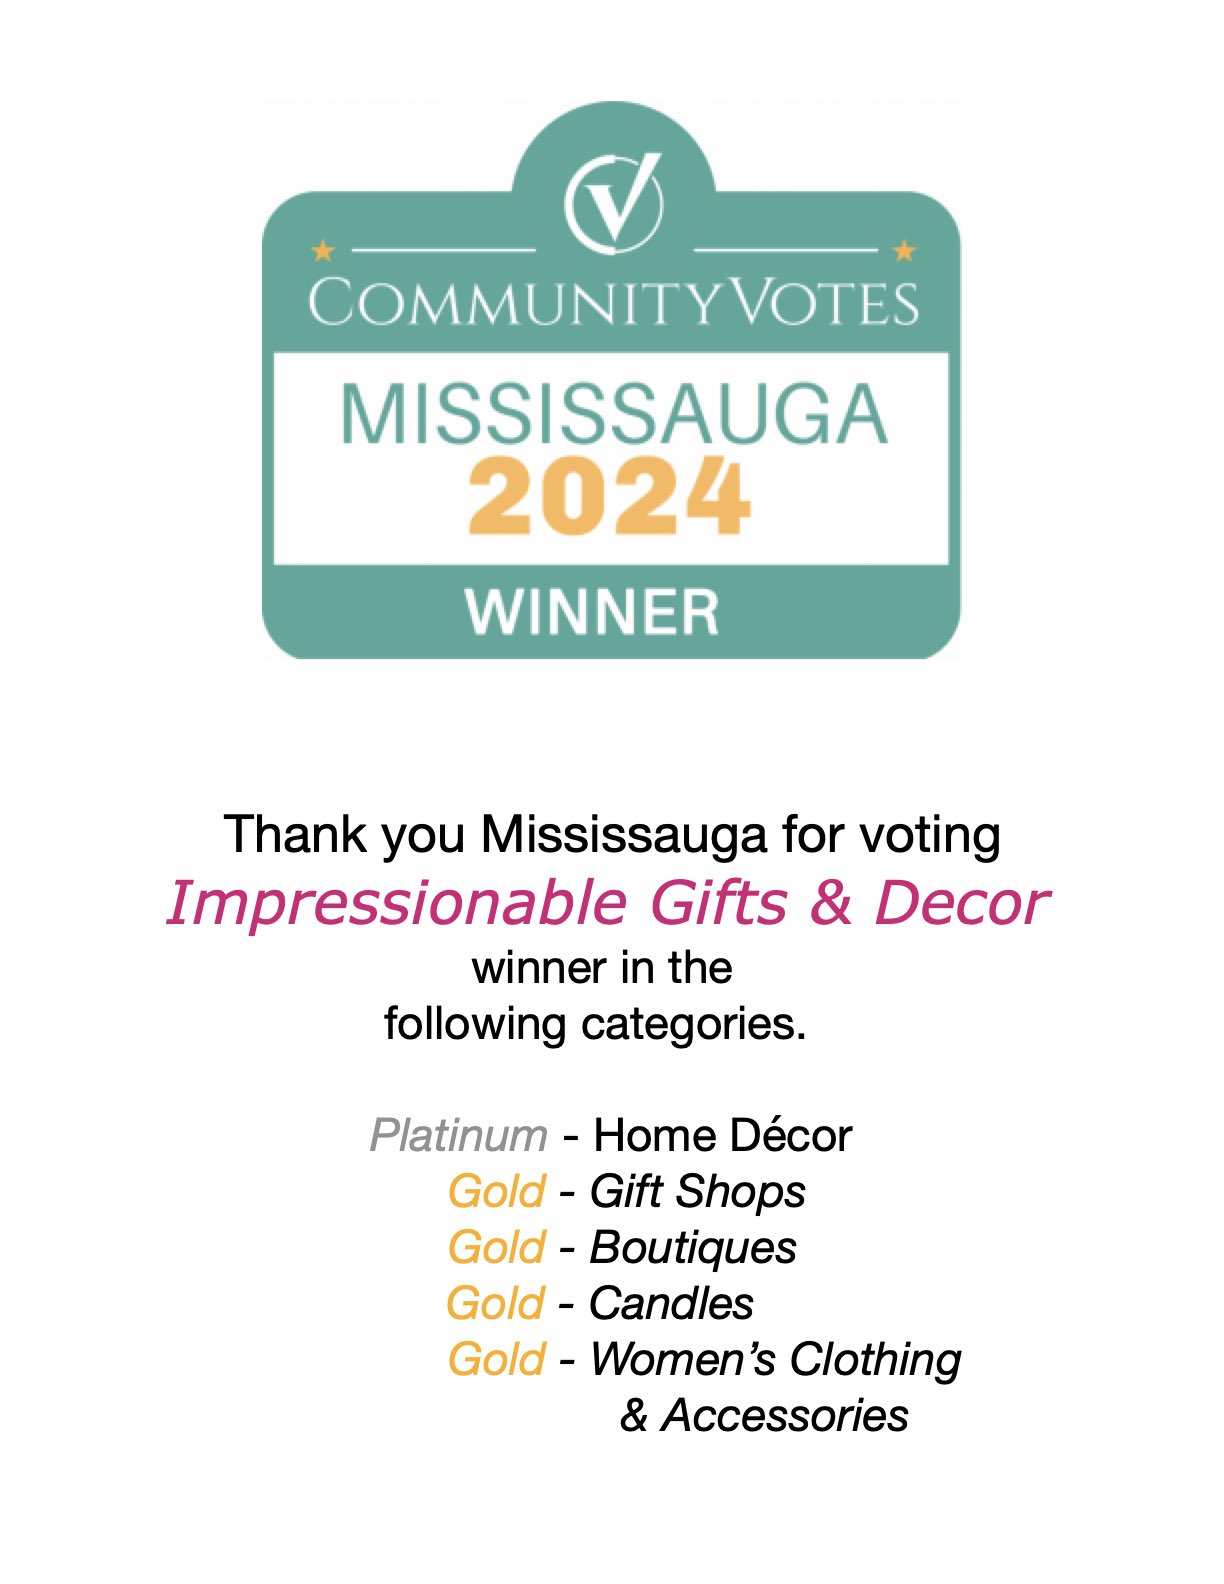 COMMUNITYVOTES
MISSISSAUGA
2024
WINNER
Thank you Mississauga for voting
Impressionable Gifts & Decor
winner in the
following categories.
Platinum - Home Décor
Gold - Gift Shops
Gold - Boutiques
Gold - Candles
Gold - Women’s Clothing
& Accessories